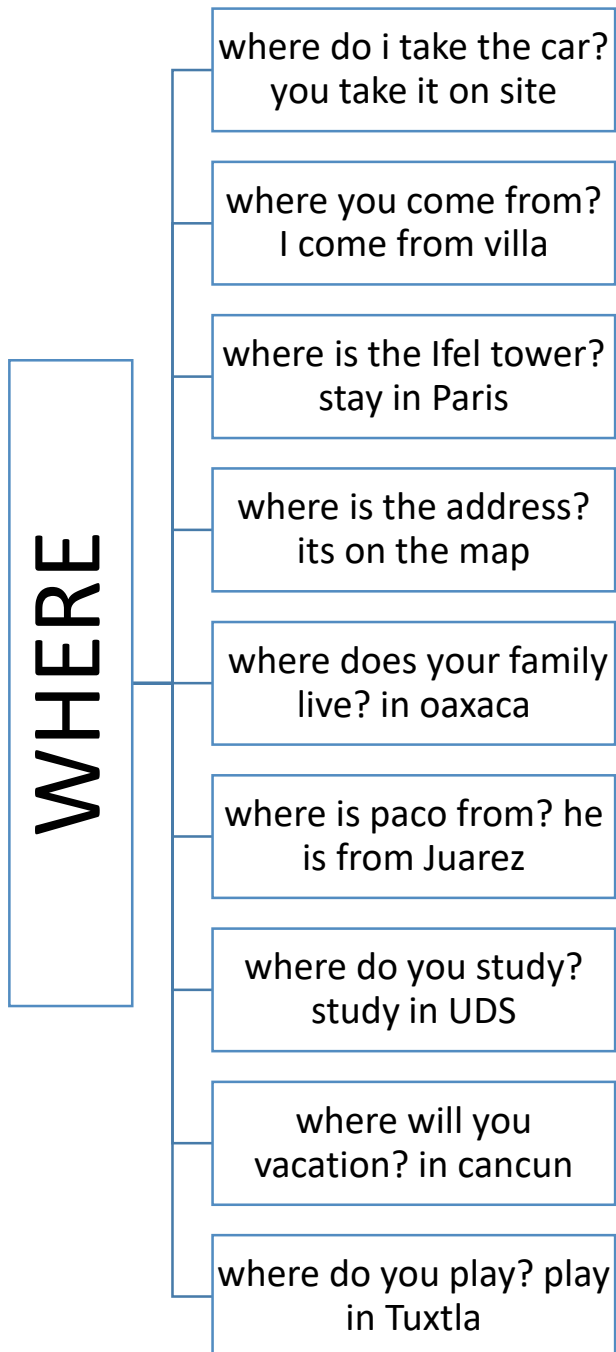 WHERE
where do i take the car?
you take it on site
where you come from?
I come from villa
where is the Ifel tower?
stay in Paris
where is the address?
its on the map
where does your family
live? in oaxaca
where is paco from? he
is from Juarez
where do you study?
study in UDS
where will you
vacation? in cancun
where do you play? play
in Tuxtla